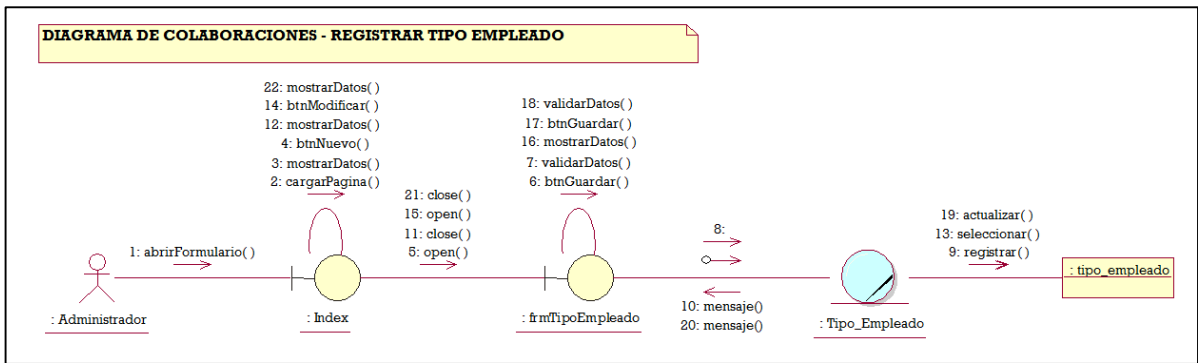 DIAGRAMA DE COLABORACIONES - REGISTRAR TIPO EMPLEADO
22: mostrarDatos( )
14: btnModificar( )
12: mostrarDatos( )
4: btnNuevo( )
3: mostrarDatos( )
2: cargarPagina( )
18: validarDatos( )
17: btnGuardar( )
16: mostrarDatos( )
7: validarDatos( )
6: btnGuardar( )
21: close( )
15: open( )
11: close( )
5: open( )
19: actualizar( )
13: seleccionar( )
9: registrar( )
8:
1: abrirFormulario( )
10: mensaje()
20: mensaje()
: Administrador
: Index
: frmTipoEmpleado
: Tipo_Empleado
: tipo_empleado